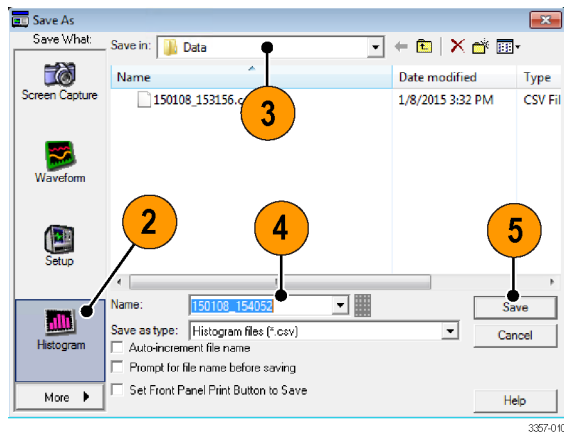 Save As
Save What:
Save in: Data
Screen Capture
Waveform
Setup
Histogram
More
Name Date modified Type
150108_153156.c 1/8/2015 3:32 PM CSV Fil
2
3
4
5
Name: 150108_154052
Save as type: Histogram files (*.csv)
Auto-increment file name
Prompt for file name before saving
Set Front Panel Print Button to Save
Save
Cancel
Help
3357-010